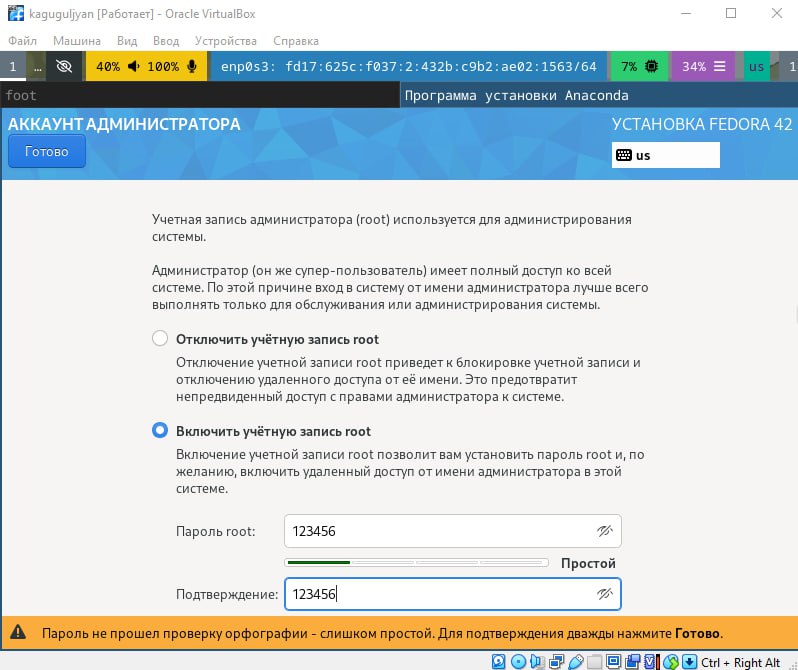 kaguguljyan [Работает] - Oracle VirtualBox
Файл Машина Вид Ввод Устройства Справка
1 ... 40% 100% enp0s3: fd17:625c:f037:2:432b:c9b2:ae02:1563/64 7% 34% us 1
foot Программа установки Anaconda
АККАУНТ АДМИНИСТРАТОРА УСТАНОВКА FEDORA 42
Готово us
Учетная запись администратора (root) используется для администрирования
системы.
Администратор (он же супер-пользователь) имеет полный доступ ко всей
системе. По этой причине вход в систему от имени администратора лучше всего
выполнять только для обслуживания или администрирования системы.
Отключить учётную запись root
Отключение учетной записи root приведет к блокировке учетной записи и
отключению удаленного доступа от её имени. Это предотвратит
непредвиденный доступ с правами администратора к системе.
Включить учётную запись root
Включение учетной записи root позволит вам установить пароль root и, по
желанию, включить удаленный доступ от имени администратора в этой
системе.
Пароль root: 123456
Простой
Подтверждение: 123456
Пароль не прошел проверку орфографии - слишком простой. Для подтверждения дважды нажмите Готово.
Ctrl + Right Alt